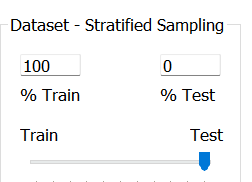 Dataset - Stratified Sampling
100 0
% Train % Test
Train Test